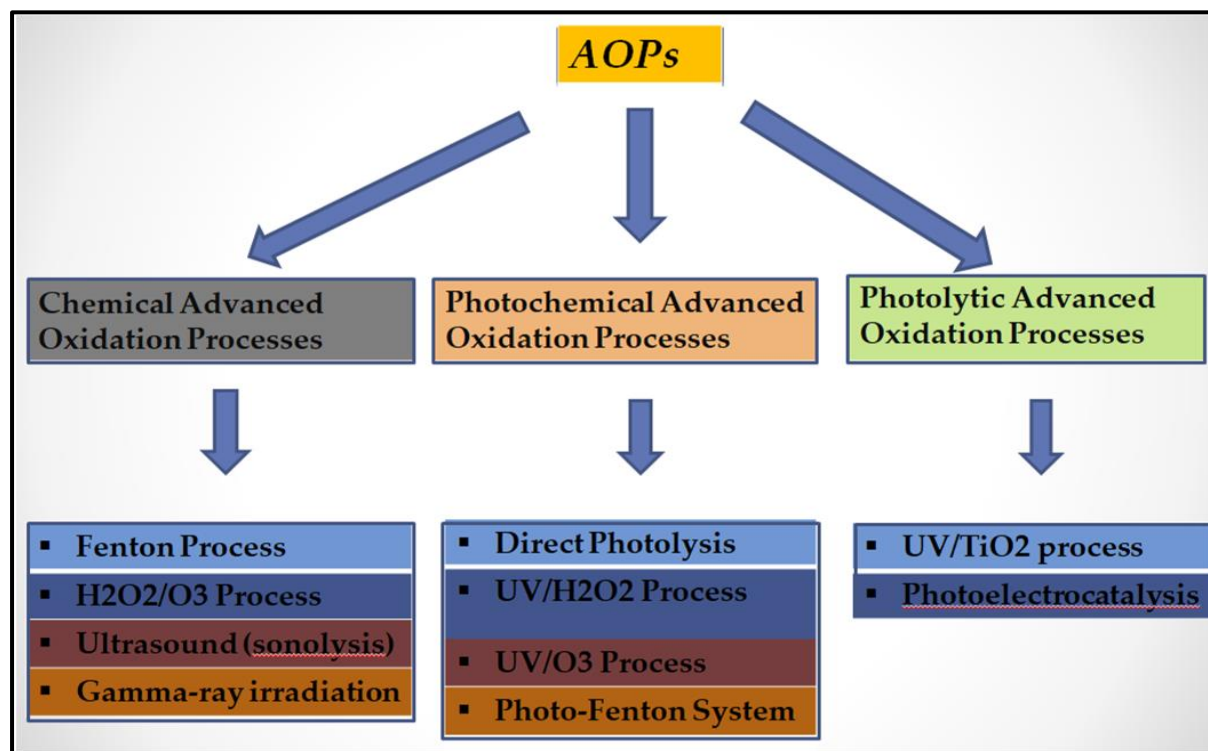 AOPs
Chemical Advanced
Oxidation Processes
Photochemical Advanced
Oxidation Processes
Photolytic Advanced
Oxidation Processes
▪ Fenton Process
▪ H2O2/O3 Process
▪ Ultrasound (sonolysis)
▪ Gamma-ray irradiation
▪ Direct Photolysis
▪ UV/H2O2 Process
▪ UV/O3 Process
▪ Photo-Fenton System
▪ UV/TiO2 process
▪ Photoelectrocatalysis